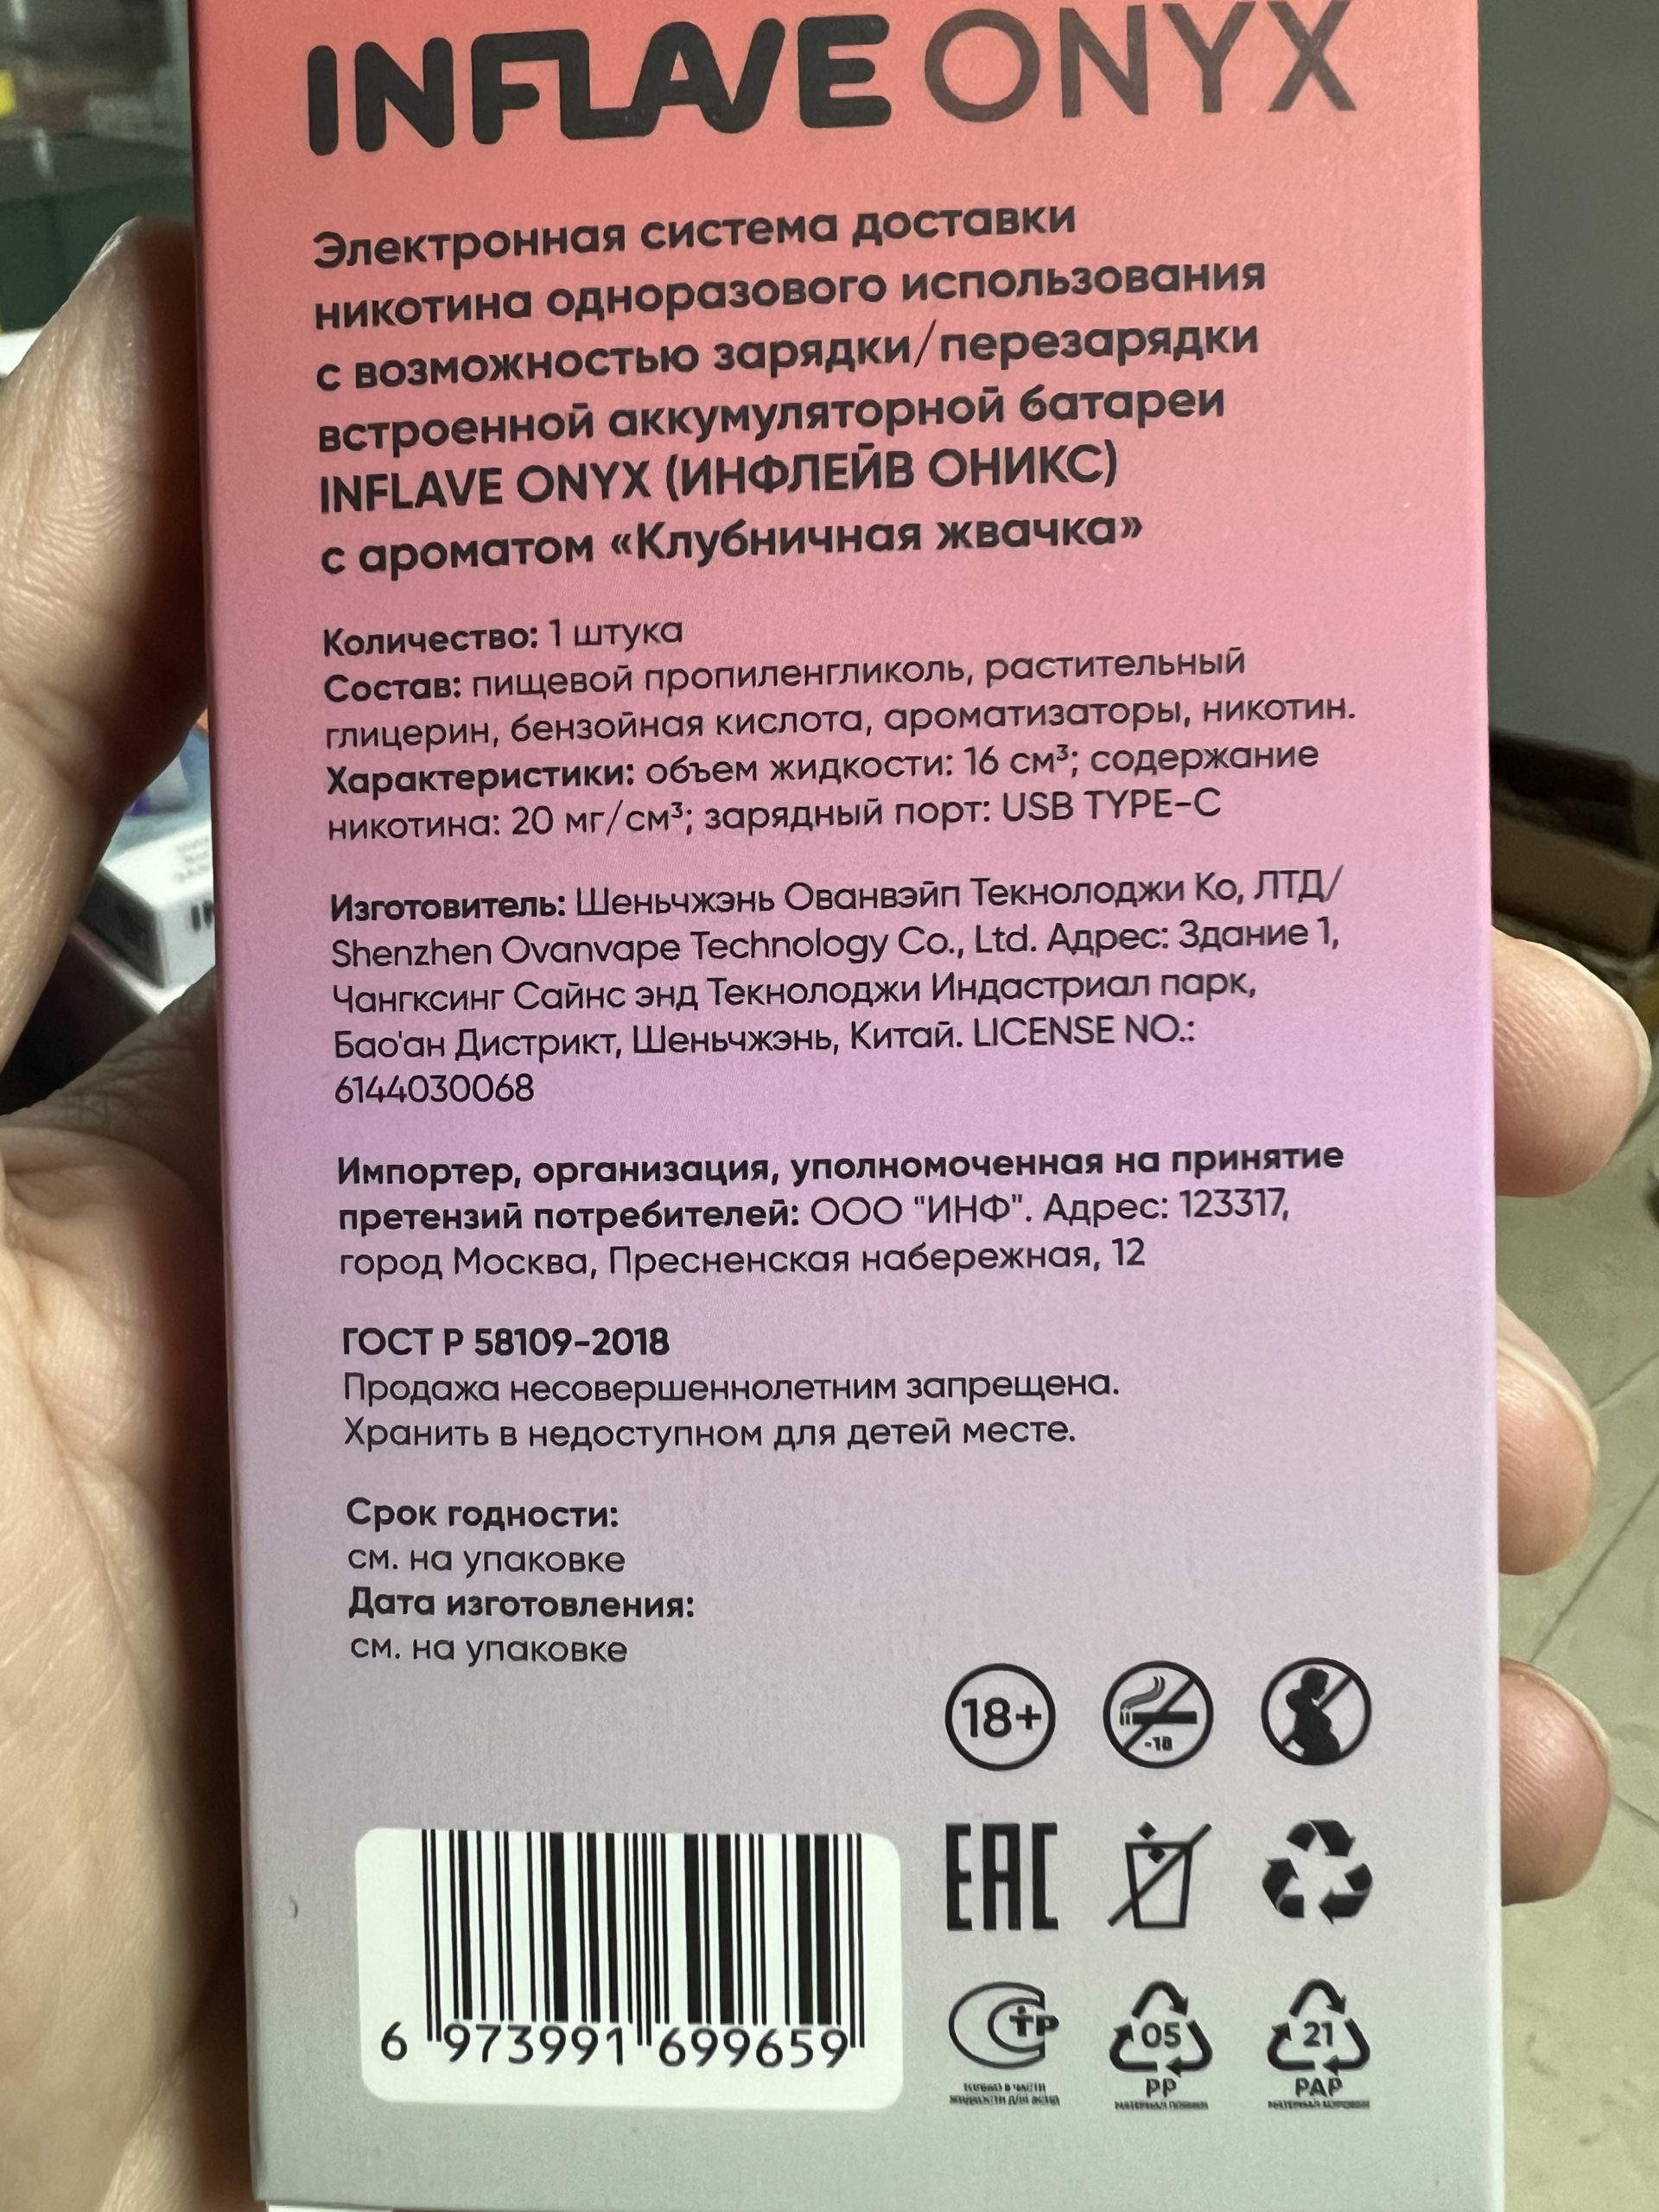 INFLAVE ONYX
Электронная система доставки
никотина одноразового использования
с возможностью зарядки/перезарядки
встроенной аккумуляторной батареи
INFLAVE ONYX (ИНФЛЕЙВ ОНИКС)
с ароматом «Клубничная жвачка»
Количество: 1 штука
Состав: пищевой пропиленгликоль, растительный
глицерин, бензойная кислота, ароматизаторы, никотин.
Характеристики: объем жидкости: 16 см³; содержание
никотина: 20 мг/см³; зарядный порт: USB TYPE-C
Изготовитель: Шеньчжэнь Ованвэйп Текнолоджи Ко, ЛТД/
Shenzhen Ovanvape Technology Co., Ltd. Адрес: Здание 1,
Чангксинг Сайнс энд Текнолоджи Индастриал парк,
Бао'ан Дистрикт, Шеньчжэнь, Китай. LICENSE NO.:
6144030068
Импортер, организация, уполномоченная на принятие
претензий потребителей: ООО "ИНФ". Адрес: 123317,
город Москва, Пресненская набережная, 12
ГОСТ Р 58109-2018
Продажа несовершеннолетним запрещена.
Хранить в недоступном для детей месте.
Срок годности:
см. на упаковке
Дата изготовления:
см. на упаковке
18+
-18
EAC
6 973991 699659
ТР
05
21
PP
PAP